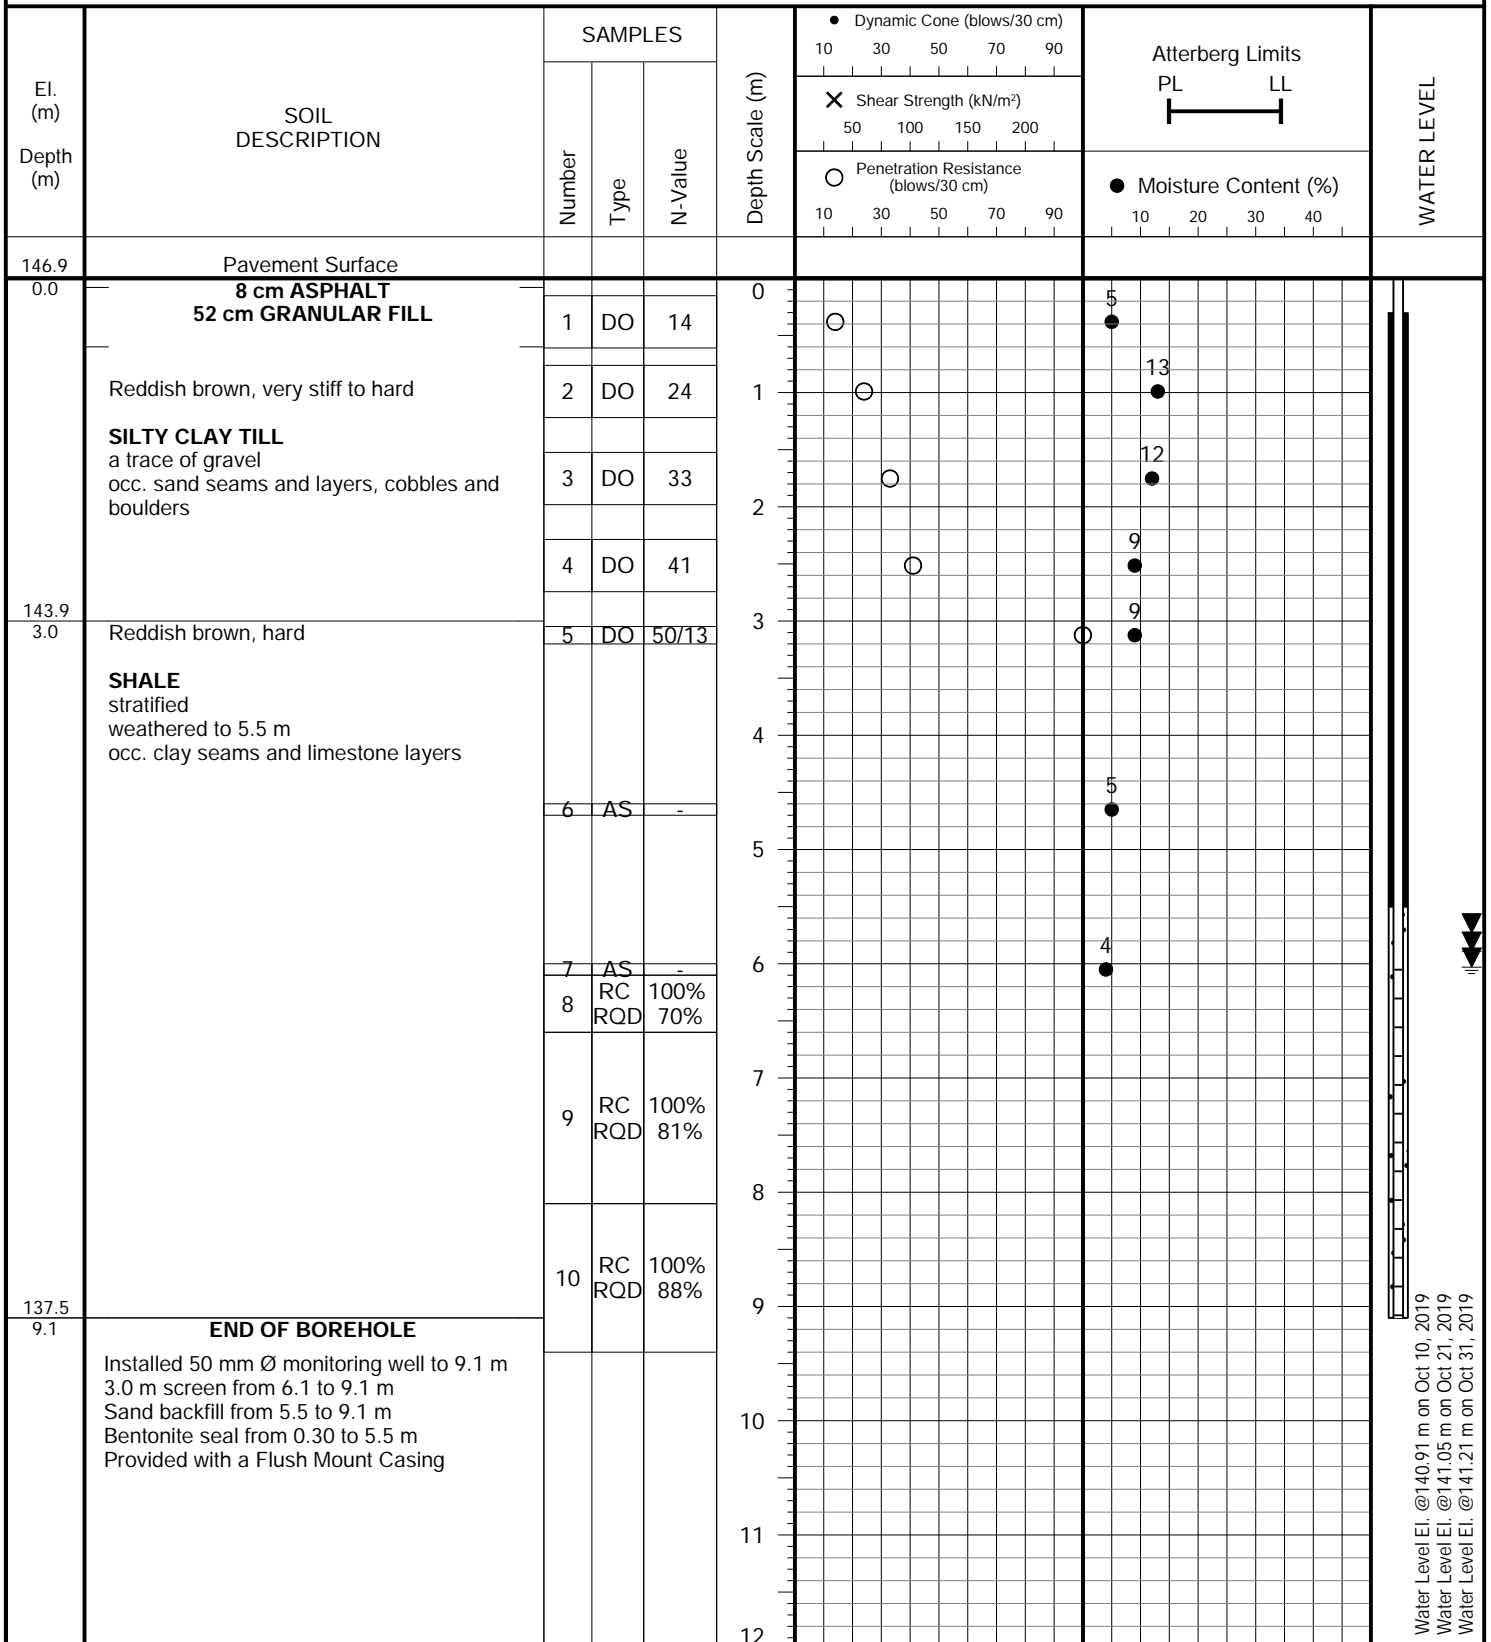 El.
(m)
Depth
(m)
SOIL
DESCRIPTION
SAMPLES
Number
Type
N-Value
Depth Scale (m)
● Dynamic Cone (blows/30 cm)
10 30 50 70 90
× Shear Strength (kN/m²)
50 100 150 200
○ Penetration Resistance
(blows/30 cm)
10 30 50 70 90
Atterberg Limits
PL LL
● Moisture Content (%)
10 20 30 40
WATER LEVEL
146.9 Pavement Surface
0.0 8 cm ASPHALT
52 cm GRANULAR FILL
1 DO 14
0
5
Reddish brown, very stiff to hard
2 DO 24
1
13
SILTY CLAY TILL
a trace of gravel
occ. sand seams and layers, cobbles and
boulders
3 DO 33
12
2
4 DO 41
9
143.9
3.0 Reddish brown, hard
5 DO 50/13
3
9
SHALE
stratified
weathered to 5.5 m
occ. clay seams and limestone layers
4
6 AS -
5
5
7 AS -
6
4
8 RC 100%
RQD 70%
7
9 RC 100%
RQD 81%
8
10 RC 100%
RQD 88%
9
137.5
9.1 END OF BOREHOLE
Installed 50 mm Ø monitoring well to 9.1 m
3.0 m screen from 6.1 to 9.1 m
Sand backfill from 5.5 to 9.1 m
Bentonite seal from 0.30 to 5.5 m
Provided with a Flush Mount Casing
10
11
12
Water Level El. @140.91 m on Oct 10, 2019
Water Level El. @141.05 m on Oct 21, 2019
Water Level El. @141.21 m on Oct 31, 2019